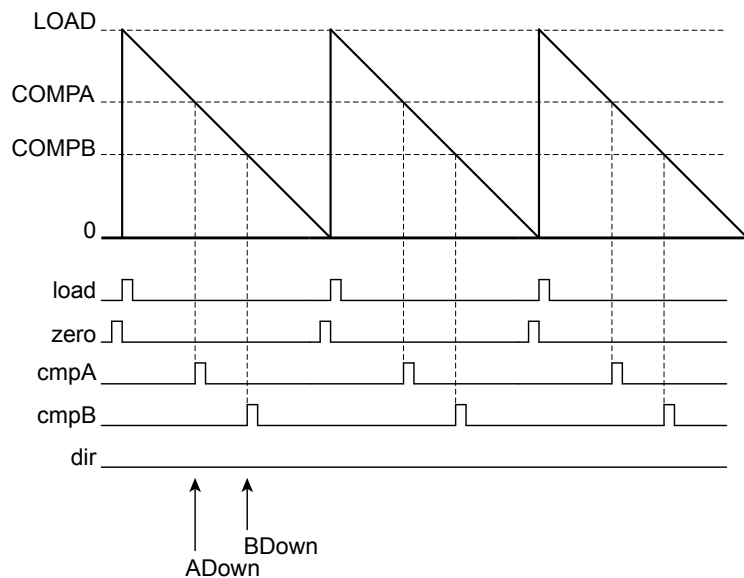 LOAD
COMPA
COMPB
0
load
zero
cmpA
cmpB
dir
BDown
ADown